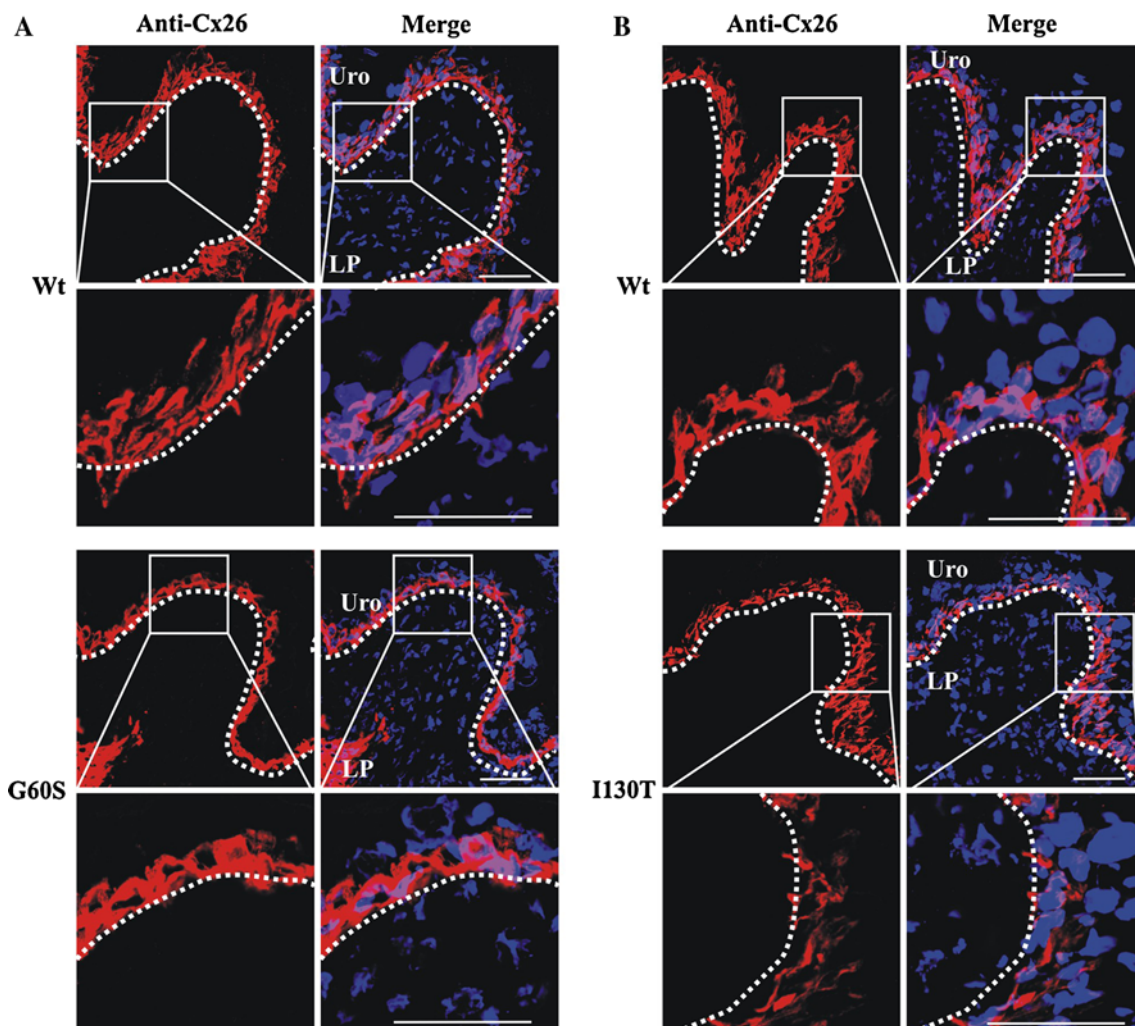 A
Anti-Cx26 Merge
B
Anti-Cx26 Merge
Uro
LP
Wt
Uro
LP
Wt
Uro
LP
G60S
Uro
LP
I130T